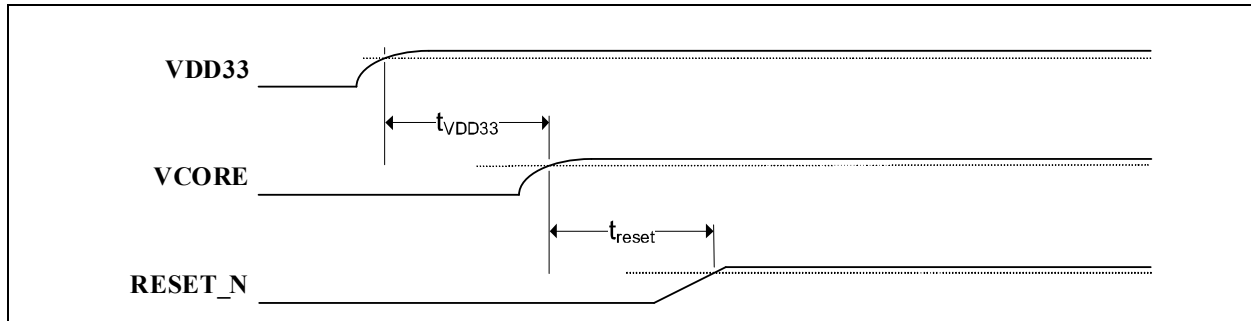 VDD33
tVDD33
VCORE
treset
RESET_N